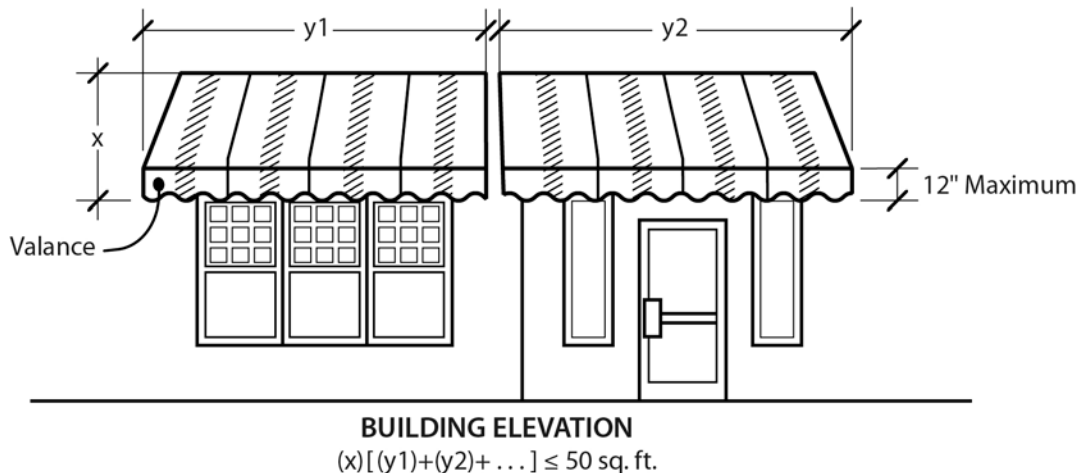 y1
y2
x
12" Maximum
Valance
BUILDING ELEVATION
(x)[(y1)+(y2)+ . . . ] ≤ 50 sq. ft.